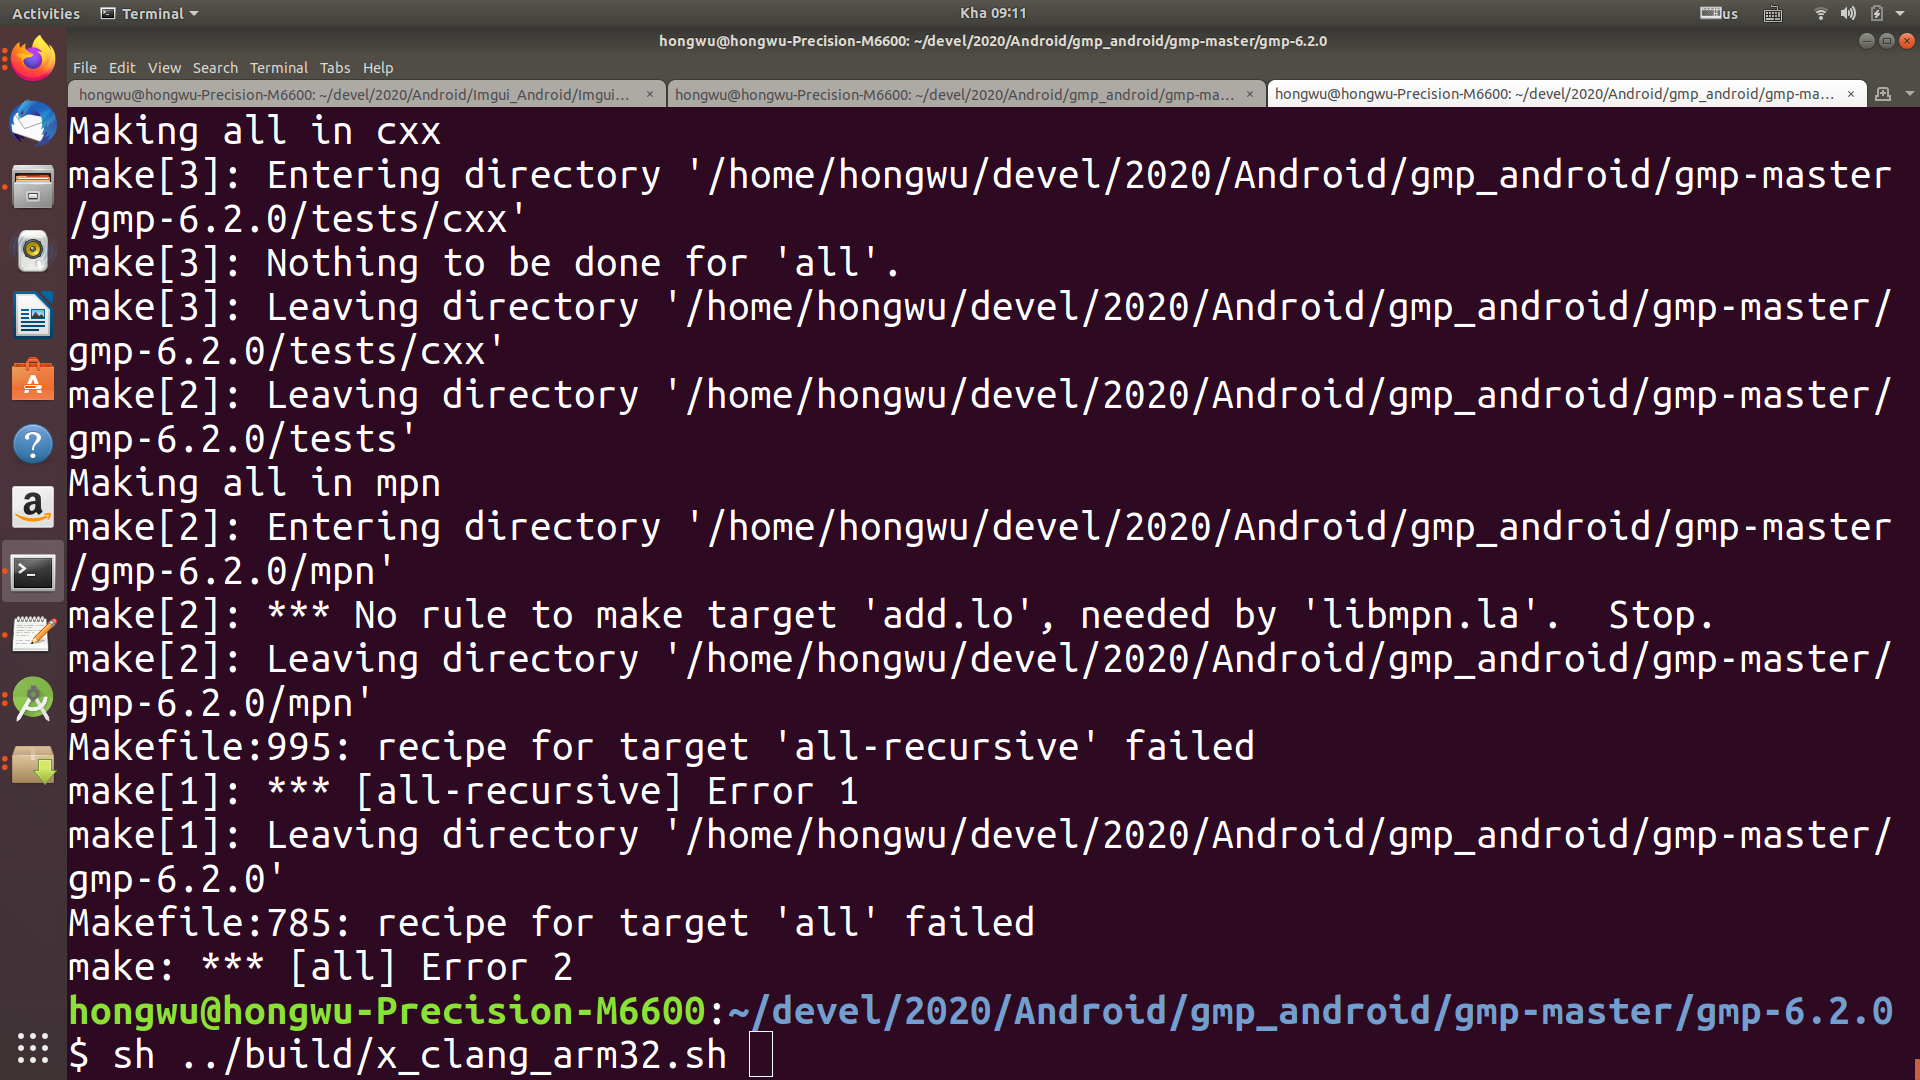 Activities
Terminal
Kha 09:11
us
hongwu@hongwu-Precision-M6600: ~/devel/2020/Android/gmp_android/gmp-master/gmp-6.2.0
File Edit View Search Terminal Tabs Help
hongwu@hongwu-Precision-M6600: ~/devel/2020/Android/Imgui_Android/Imgui...
hongwu@hongwu-Precision-M6600: ~/devel/2020/Android/gmp_android/gmp-ma...
hongwu@hongwu-Precision-M6600: ~/devel/2020/Android/gmp_android/gmp-ma...
Making all in cxx
make[3]: Entering directory '/home/hongwu/devel/2020/Android/gmp_android/gmp-master
/gmp-6.2.0/tests/cxx'
make[3]: Nothing to be done for 'all'.
make[3]: Leaving directory '/home/hongwu/devel/2020/Android/gmp_android/gmp-master/
gmp-6.2.0/tests/cxx'
make[2]: Leaving directory '/home/hongwu/devel/2020/Android/gmp_android/gmp-master/
gmp-6.2.0/tests'
Making all in mpn
make[2]: Entering directory '/home/hongwu/devel/2020/Android/gmp_android/gmp-master
/gmp-6.2.0/mpn'
make[2]: *** No rule to make target 'add.lo', needed by 'libmpn.la'.  Stop.
make[2]: Leaving directory '/home/hongwu/devel/2020/Android/gmp_android/gmp-master/
gmp-6.2.0/mpn'
Makefile:995: recipe for target 'all-recursive' failed
make[1]: *** [all-recursive] Error 1
make[1]: Leaving directory '/home/hongwu/devel/2020/Android/gmp_android/gmp-master/
gmp-6.2.0'
Makefile:785: recipe for target 'all' failed
make: *** [all] Error 2
hongwu@hongwu-Precision-M6600:~/devel/2020/Android/gmp_android/gmp-master/gmp-6.2.0
$ sh ../build/x_clang_arm32.sh